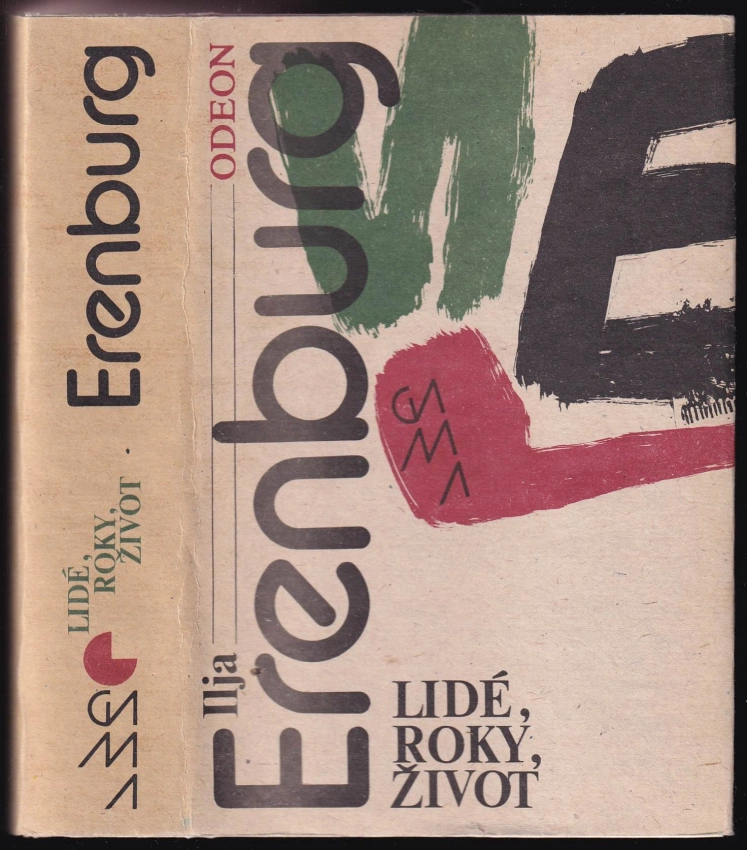 Erenburg
LIDÉ,
ROKY,
ŽIVOT
ODEON
Ilja
Erenburg
LIDÉ,
ROKY,
ŽIVOT